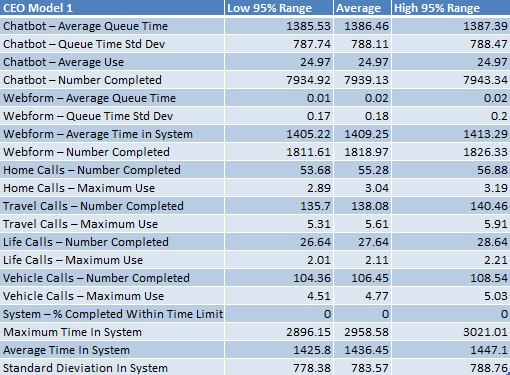 CEO Model 1 Low 95% Range Average High 95% Range
Chatbot – Average Queue Time 1385.53 1386.46 1387.39
Chatbot – Queue Time Std Dev 787.74 788.11 788.47
Chatbot – Average Use 24.97 24.97 24.97
Chatbot – Number Completed 7934.92 7939.13 7943.34
Webform – Average Queue Time 0.01 0.02 0.02
Webform – Queue Time Std Dev 0.17 0.18 0.2
Webform – Average Time in System 1405.22 1409.25 1413.29
Webform – Number Completed 1811.61 1818.97 1826.33
Home Calls – Number Completed 53.68 55.28 56.88
Home Calls – Maximum Use 2.89 3.04 3.19
Travel Calls – Number Completed 135.7 138.08 140.46
Travel Calls – Maximum Use 5.31 5.61 5.91
Life Calls – Number Completed 26.64 27.64 28.64
Life Calls – Maximum Use 2.01 2.11 2.21
Vehicle Calls – Number Completed 104.36 106.45 108.54
Vehicle Calls – Maximum Use 4.51 4.77 5.03
System – % Completed Within Time Limit 0 0 0
Maximum Time In System 2896.15 2958.58 3021.01
Average Time In System 1425.8 1436.45 1447.1
Standard Dieviation In System 778.38 783.57 788.76